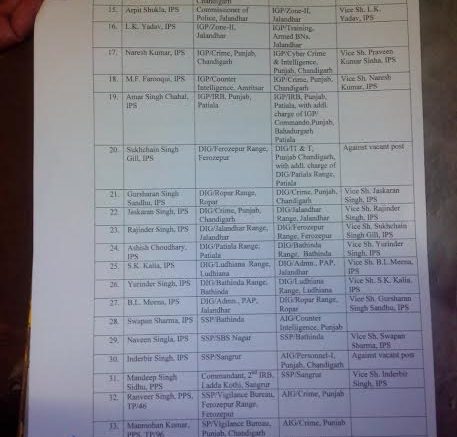 Chandigarh
15. Arpit Shukla, IPS Commissioner of IGP/Zone-II, Vice Sh. L.K.
Police, Jalandhar Jalandhar Yadav, IPS
16. L.K. Yadav, IPS IGP/Zone-II, IGP/Training,
Jalandhar Armed BNs,
Jalandhar
17. Naresh Kumar, IPS IGP/Crime, Punjab, IGP/Cyber Crime Vice Sh. Praveen
Chandigarh & Intelligence, Kumar Sinha, IPS
Punjab, Chandigarh
18. M.F. Farooqui, IPS IGP/Counter IGP/Crime, Punjab, Vice Sh. Naresh
Intelligence, Amritsar Chandigarh Kumar, IPS
19. Amar Singh Chahal, IGP/IRB, Punjab, IGP/IRB, Punjab,
IPS Patiala Patiala, with addl.
charge of IGP/
Commando,Punjab,
Bahadurgarh
Patiala
20. Sukhchain Singh DIG/Ferozepur Range, DIG/IT & T, Against vacant post
Gill, IPS Ferozepur Punjab Chandigarh,
with addl. charge of
DIG/Patiala Range,
Patiala
21. Gursharan Singh DIG/Ropar Range, DIG/Crime, Punjab, Vice Sh. Jaskaran
Sandhu, IPS Ropar Chandigarh Singh, IPS
22. Jaskaran Singh, IPS DIG/Crime, Punjab, DIG/Jalandhar Vice Sh. Rajinder
Chandigarh Range, Jalandhar Singh, IPS
23. Rajinder Singh, IPS DIG/Jalandhar Range, DIG/Ferozepur Vice Sh. Sukhchain
Jalandhar Range, Ferozepur Singh Gill, IPS
24. Ashish Choudhary, DIG/Patiala Range, DIG/Bathinda Vice Sh. Yurinder
IPS Patiala Range, Bathinda Singh, IPS
25. S.K. Kalia, IPS DIG/Ludhiana Range, DIG/Admn., PAP, Vice Sh. B.L.Meena,
Ludhiana Jalandhar IPS
26. Yurinder Singh, IPS DIG/Bathinda Range, DIG/Ludhiana Vice Sh. S.K. Kalia,
Bathinda Range, Ludhiana IPS
27. B.L. Meena, IPS DIG/Admn., PAP, DIG/Ropar Range, Vice Sh. Gursharan
Jalandhar Ropar Singh Sandhu, IPS
28. Swapan Sharma, IPS SSP/Bathinda AIG/Counter
Intelligence, Punjab
29. Naveen Singla, IPS SSP/SBS Nagar SSP/Bathinda Vice Sh. Swapan
Sharma, IPS
30. Inderbir Singh, IPS SSP/Sangrur AIG/Personnel-I, Against vacant post
Punjab, Chandigarh
31. Mandeep Singh Commandant, 2nd IRB, SSP/Sangrur Vice Sh. Inderbir
Sidhu, PPS Ladda Kothi, Sangrur Singh, IPS
32. Ranveer Singh, PPS, SSP/Vigilance Bureau, AIG/Crime, Punjab
TP/46 Ferozepur Range,
Ferozepur
33. Manmohan Kumar, SP/Vigilance Bureau, AIG/Crime, Punjab
PPS, TP/96 Punjab, Chandigarh